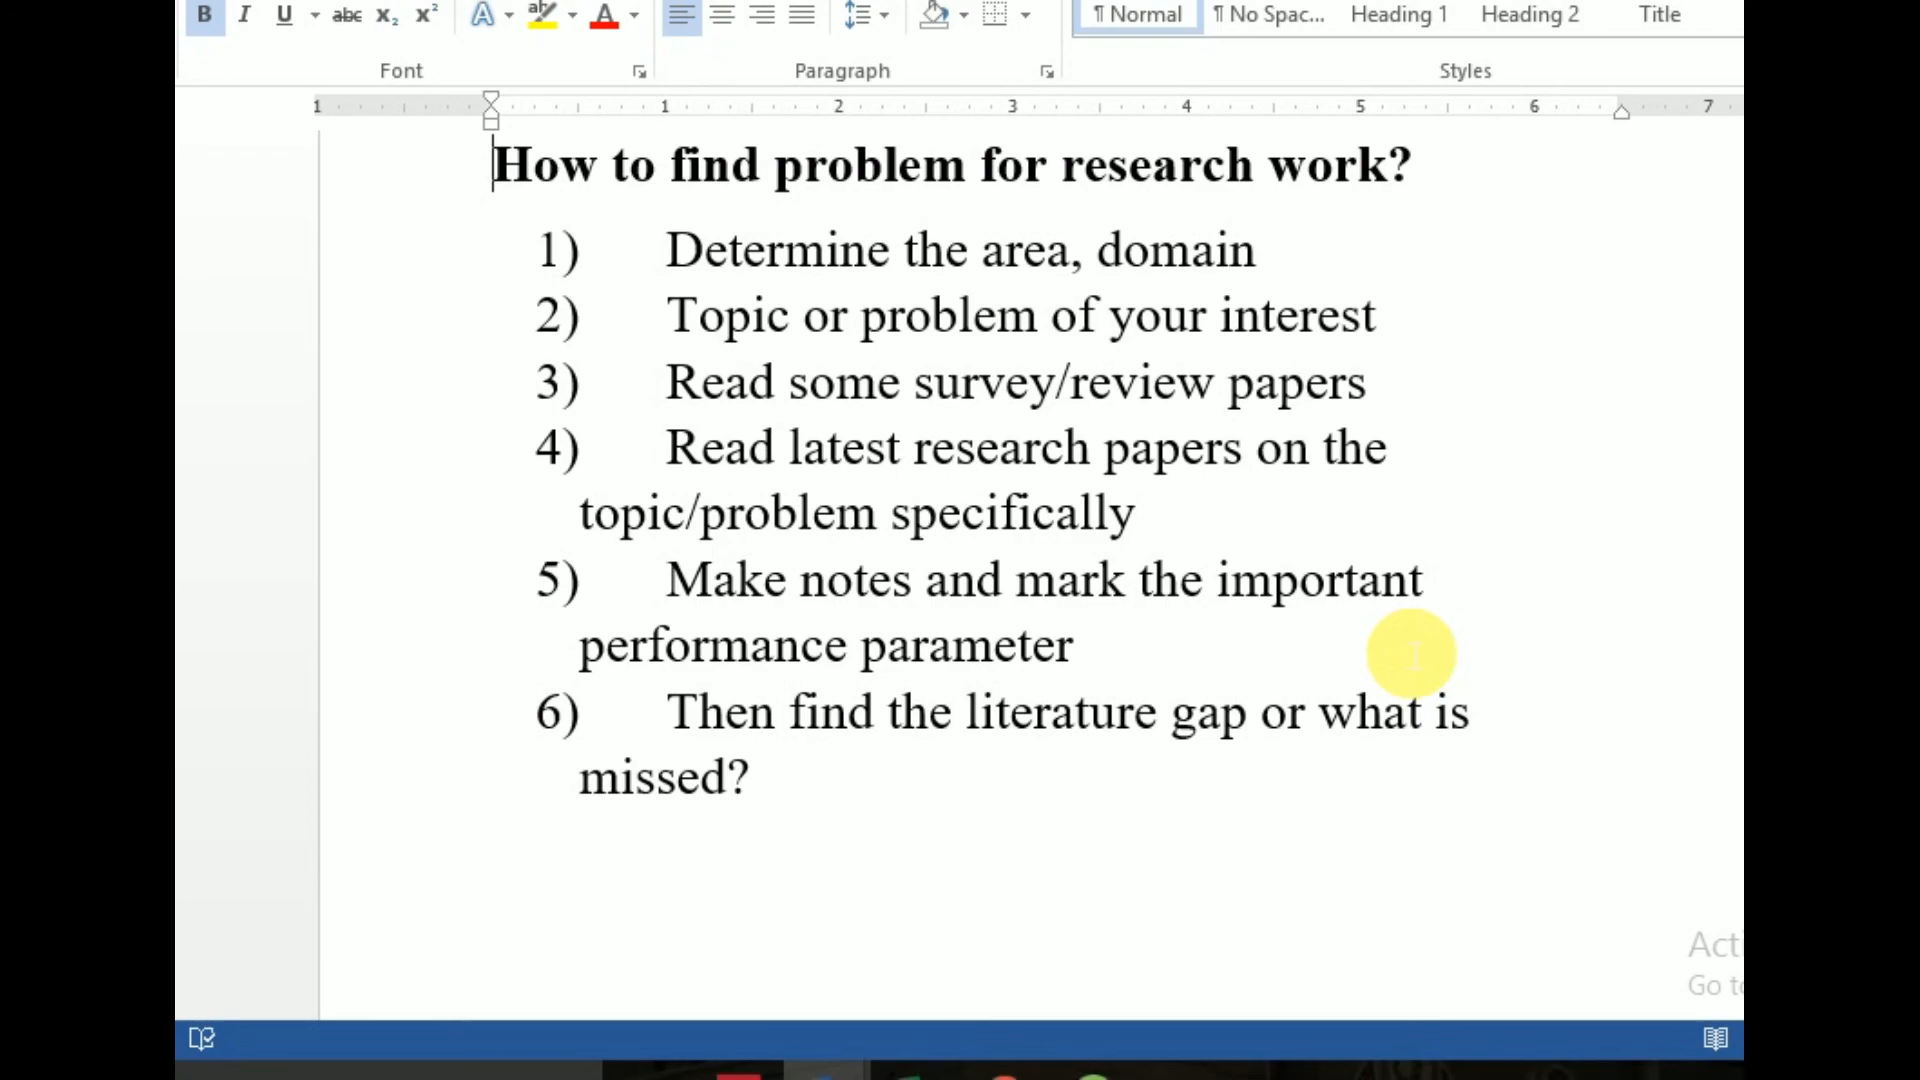 B I U abc x₂ x² A ab A ¶ Normal ¶ No Spac... Heading 1 Heading 2 Title
Font Paragraph Styles
1 1 2 3 4 5 6 7
How to find problem for research work?
1) Determine the area, domain
2) Topic or problem of your interest
3) Read some survey/review papers
4) Read latest research papers on the
topic/problem specifically
5) Make notes and mark the important
performance parameter
6) Then find the literature gap or what is
missed?
Go